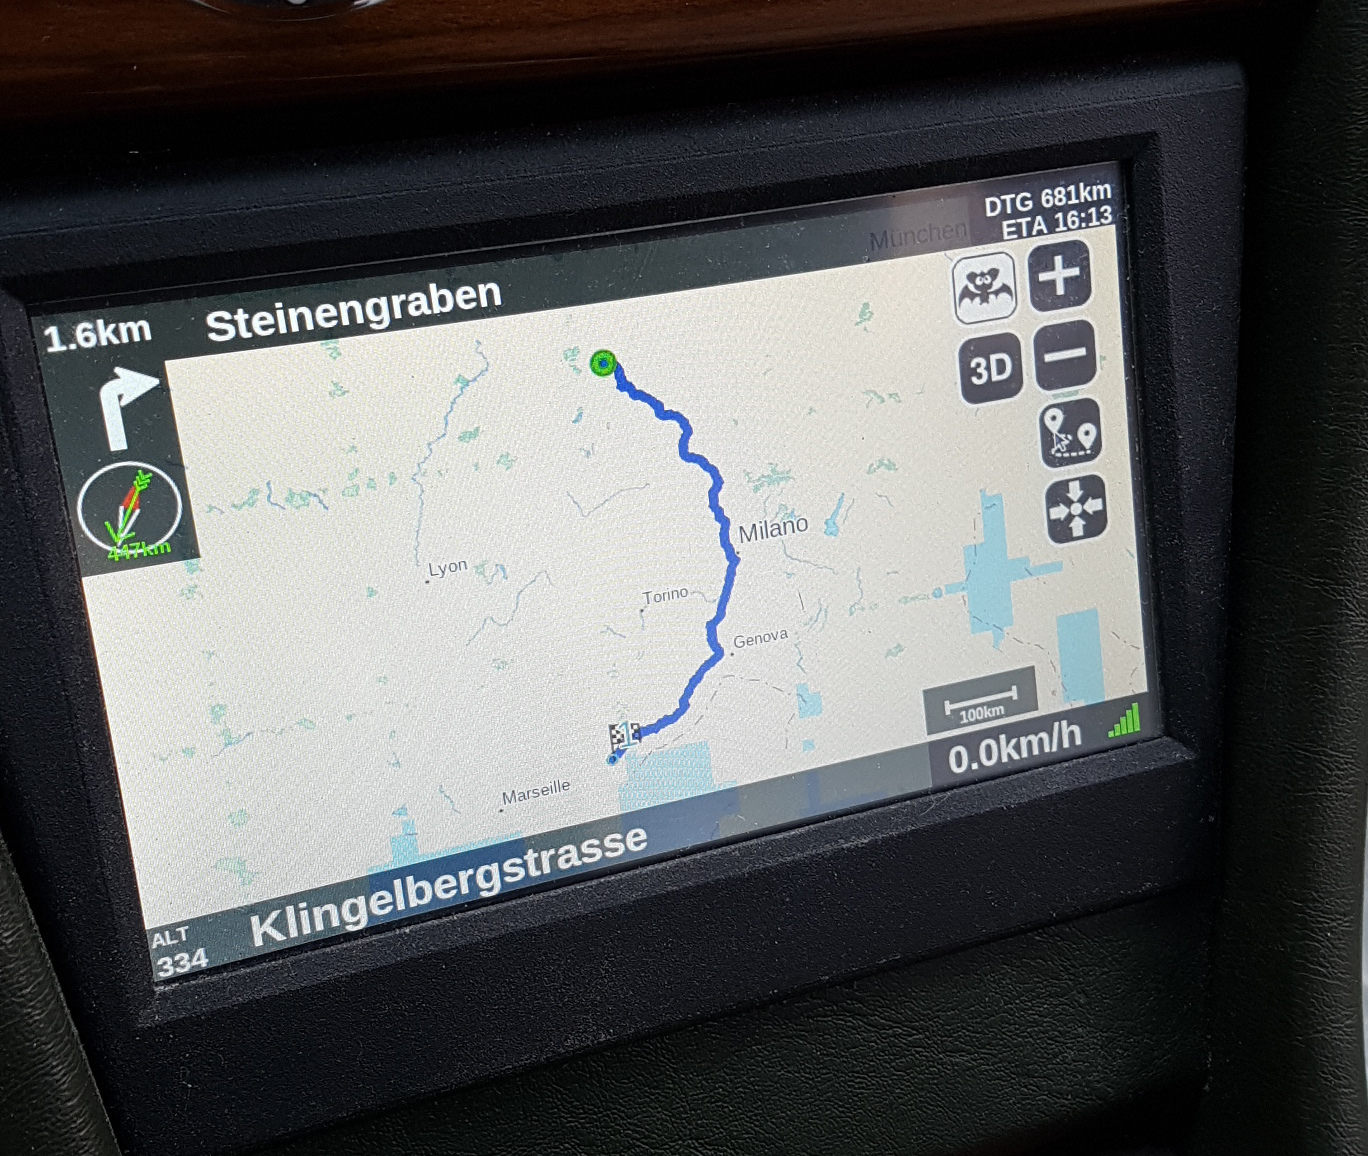 München
DTG 681km
ETA 16:13
1.6km
Steinengraben
3D
447km
Milano
Lyon
Torino
Genova
100km
Marseille
0.0km/h
Klingelbergstrasse
ALT
334
1